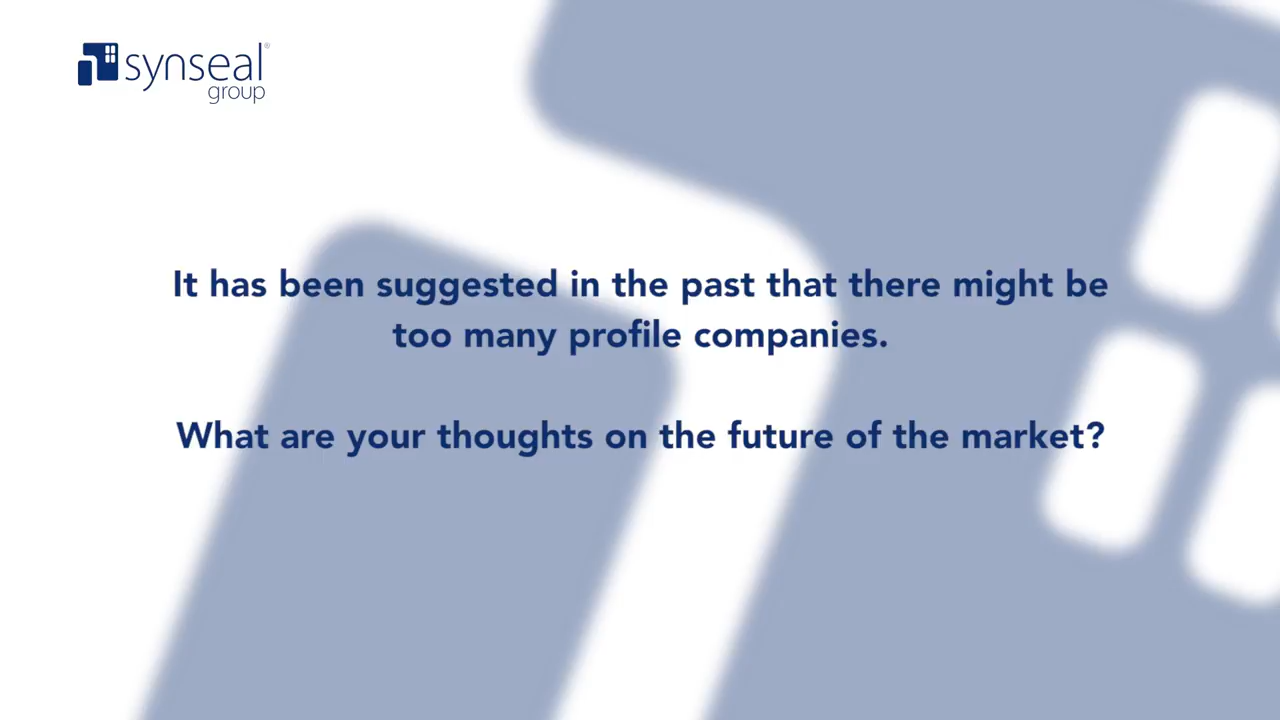 synseal®
group
It has been suggested in the past that there might be
too many profile companies.
What are your thoughts on the future of the market?